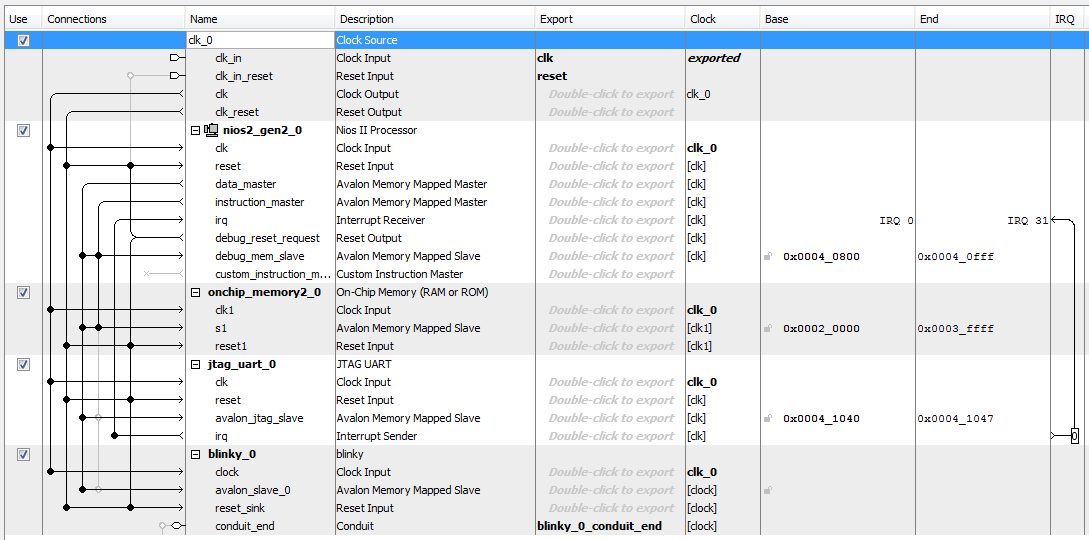 Use Connections Name Description Export Clock Base End IRQ
clk_0 Clock Source
clk_in Clock Input clk exported
clk_in_reset Reset Input reset
clk Clock Output Double-click to export clk_0
clk_reset Reset Output Double-click to export
nios2_gen2_0 Nios II Processor
clk Clock Input Double-click to export clk_0
reset Reset Input Double-click to export [clk]
data_master Avalon Memory Mapped Master Double-click to export [clk]
instruction_master Avalon Memory Mapped Master Double-click to export [clk]
irq Interrupt Receiver Double-click to export [clk] IRQ 0 IRQ 31
debug_reset_request Reset Output Double-click to export [clk]
debug_mem_slave Avalon Memory Mapped Slave Double-click to export [clk] 0x0004_0800 0x0004_0fff
custom_instruction_m... Custom Instruction Master Double-click to export
onchip_memory2_0 On-Chip Memory (RAM or ROM)
clk1 Clock Input Double-click to export clk_0
s1 Avalon Memory Mapped Slave Double-click to export [clk1] 0x0002_0000 0x0003_ffff
reset1 Reset Input Double-click to export [clk1]
jtag_uart_0 JTAG UART
clk Clock Input Double-click to export clk_0
reset Reset Input Double-click to export [clk]
avalon_jtag_slave Avalon Memory Mapped Slave Double-click to export [clk] 0x0004_1040 0x0004_1047
irq Interrupt Sender Double-click to export [clk] 0
blinky_0 blinky
clock Clock Input Double-click to export clk_0
avalon_slave_0 Avalon Memory Mapped Slave Double-click to export [clock]
reset_sink Reset Input Double-click to export [clock]
conduit_end Conduit blinky_0_conduit_end [clock]